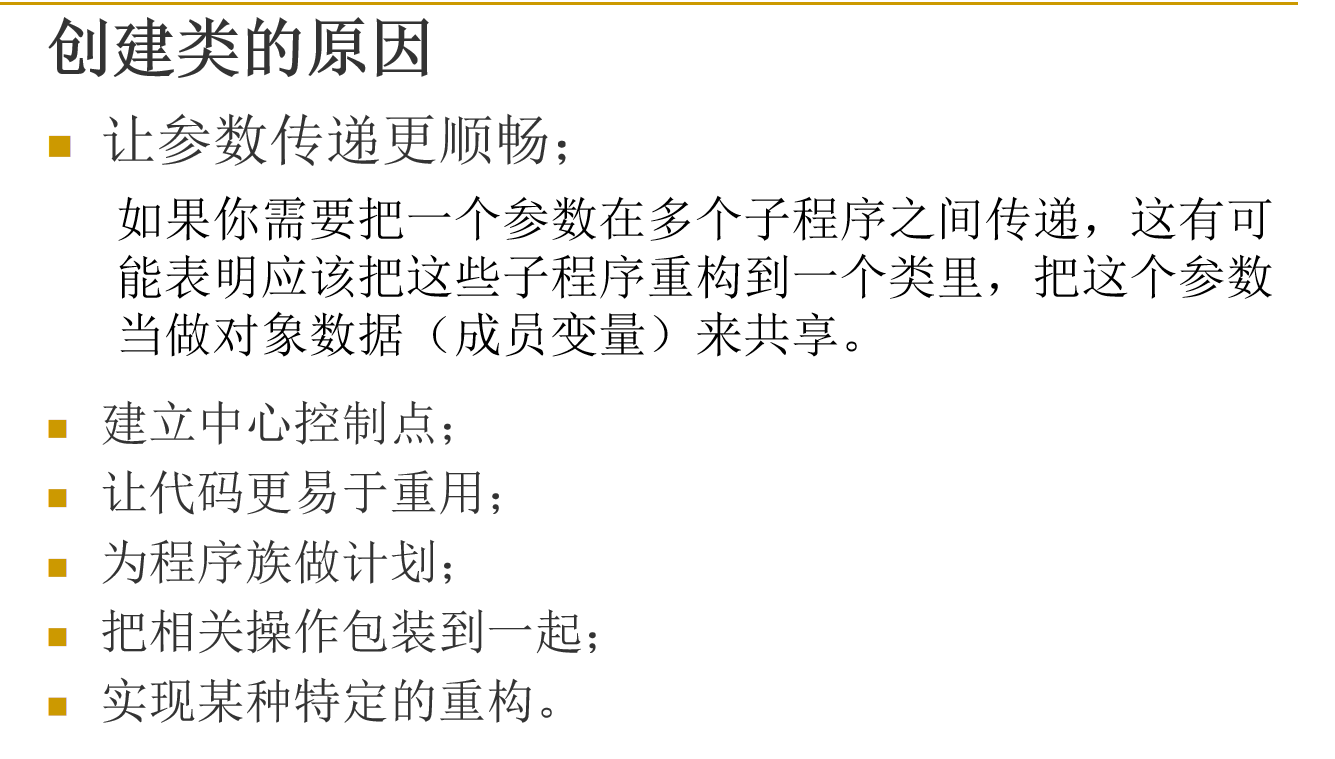 创建类的原因
让参数传递更顺畅；
如果你需要把一个参数在多个子程序之间传递，这有可
能表明应该把这些子程序重构到一个类里，把这个参数
当做对象数据（成员变量）来共享。
建立中心控制点；
让代码更易于重用；
为程序族做计划；
把相关操作包装到一起；
实现某种特定的重构。